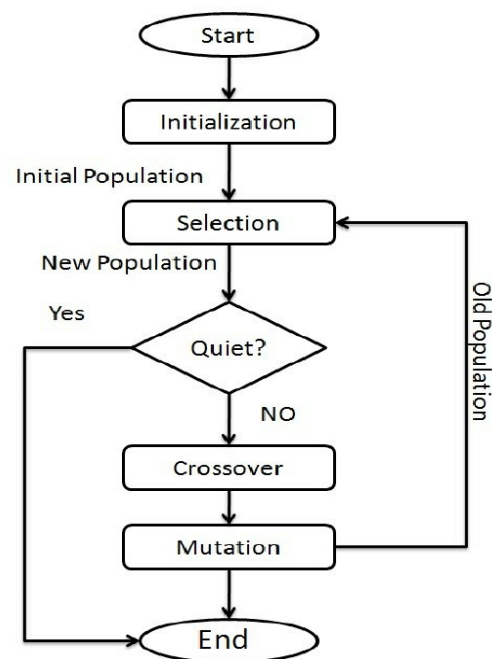 Start
Initialization
Initial Population
Selection
New Population
Yes
Quiet?
Old Population
NO
Crossover
Mutation
End